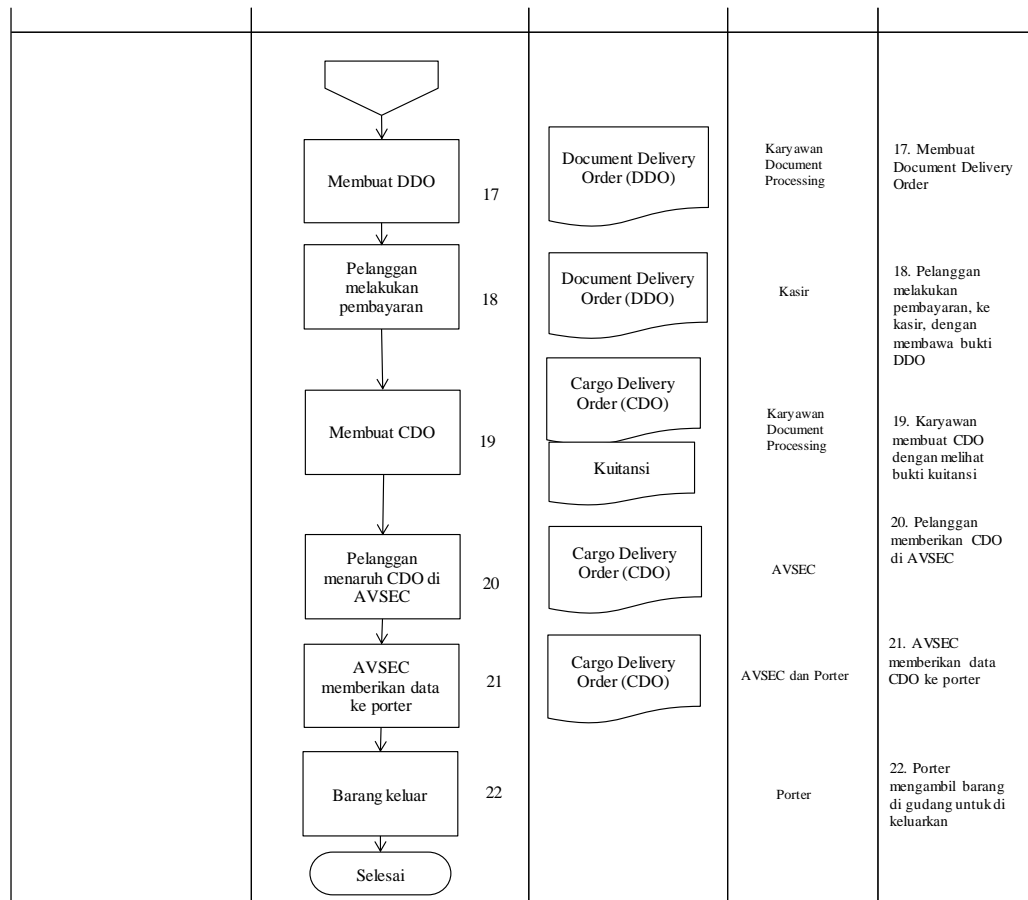 Membuat DDO
17
Document Delivery
Order (DDO)
Karyawan
Document
Processing
17. Membuat
Document Delivery
Order
Pelanggan
melakukan
pembayaran
18
Document Delivery
Order (DDO)
Kasir
18. Pelanggan
melakukan
pembayaran, ke
kasir, dengan
membawa bukti
DDO
Membuat CDO
19
Cargo Delivery
Order (CDO)
Kuitansi
Karyawan
Document
Processing
19. Karyawan
membuat CDO
dengan melihat
bukti kuitansi
Pelanggan
menaruh CDO di
AVSEC
20
Cargo Delivery
Order (CDO)
AVSEC
20. Pelanggan
memberikan CDO
di AVSEC
AVSEC
memberikan data
ke porter
21
Cargo Delivery
Order (CDO)
AVSEC dan Porter
21. AVSEC
memberikan data
CDO ke porter
Barang keluar
22
Porter
22. Porter
mengambil barang
di gudang untuk di
keluarkan
Selesai